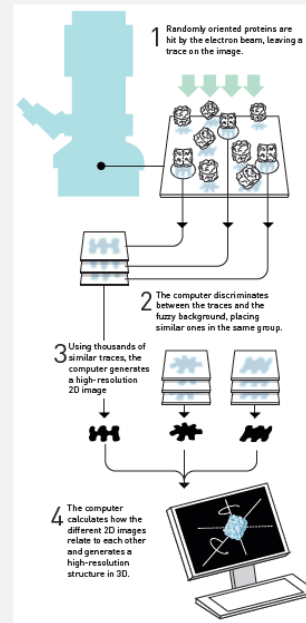 1 Randomly oriented proteins are
hit by the electron beam, leaving a
trace on the image.
2 The computer discriminates
between the traces and the
fuzzy background, placing
similar ones in the same group.
3 Using thousands of
similar traces, the
computer generates
a high-resolution
2D image
4 The computer
calculates how the
different 2D images
relate to each other
and generates a
high-resolution
structure in 3D.